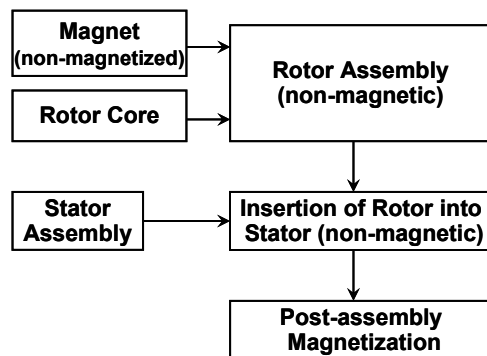 Magnet
(non-magnetized)
Rotor Assembly
(non-magnetic)
Rotor Core
Stator
Assembly
Insertion of Rotor into
Stator (non-magnetic)
Post-assembly
Magnetization